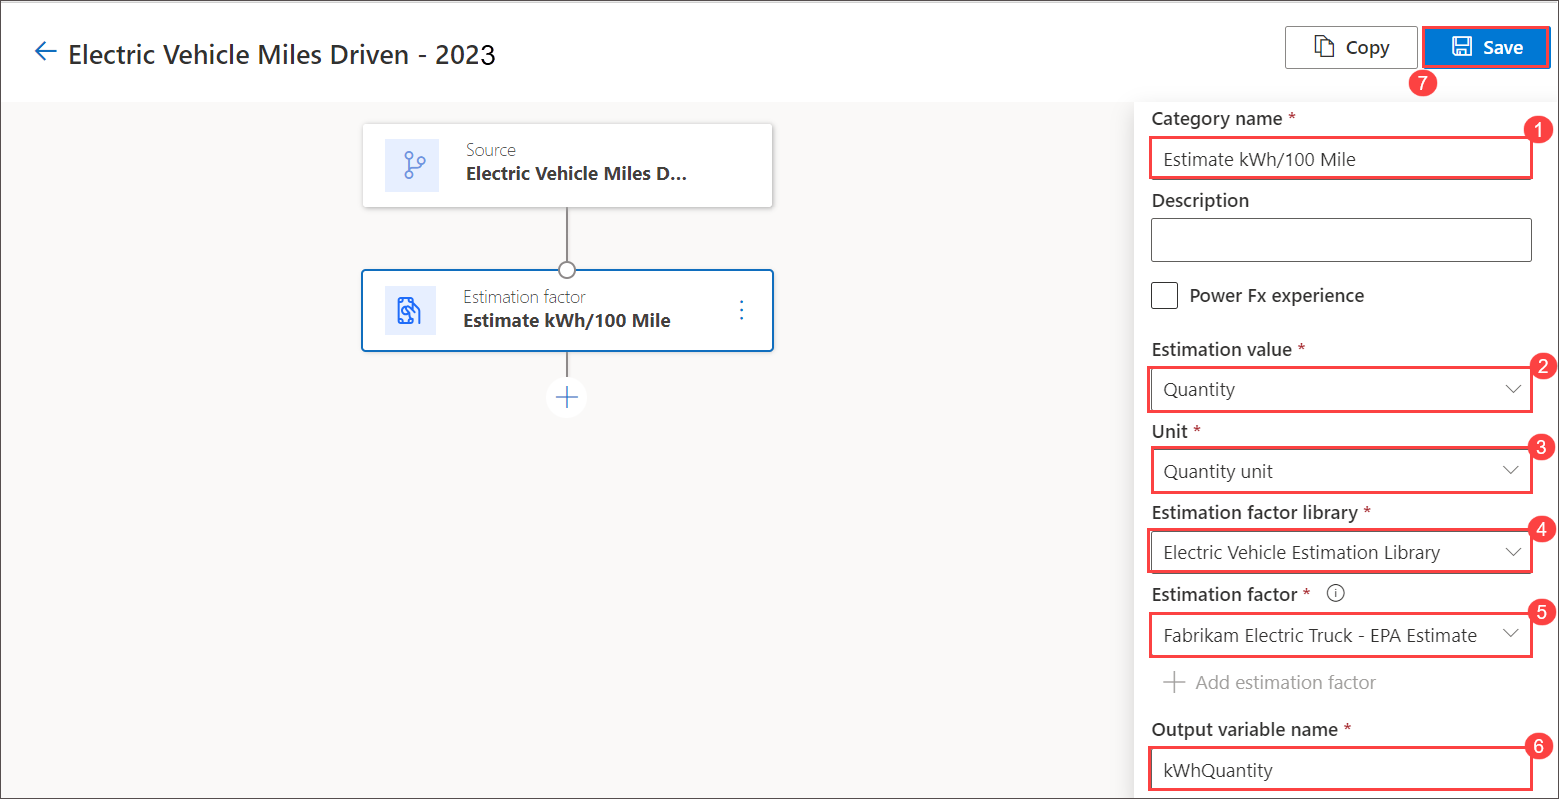 Electric Vehicle Miles Driven - 2023
Copy
Save
7
Source
Electric Vehicle Miles D...
Estimation factor
Estimate kWh/100 Mile
Category name *
1
Estimate kWh/100 Mile
Description
Power Fx experience
Estimation value *
2
Quantity
Unit *
3
Quantity unit
Estimation factor library *
4
Electric Vehicle Estimation Library
Estimation factor *
5
Fabrikam Electric Truck - EPA Estimate
Add estimation factor
Output variable name *
6
kWhQuantity